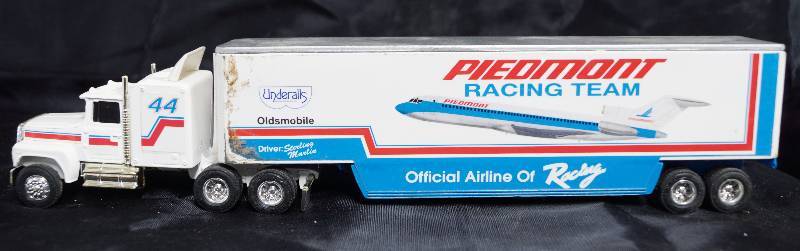 44
Underalls
Oldsmobile
Driver: Sterling
Marlin
PIEDMONT
RACING TEAM
PIEDMONT
Official Airline Of Racing